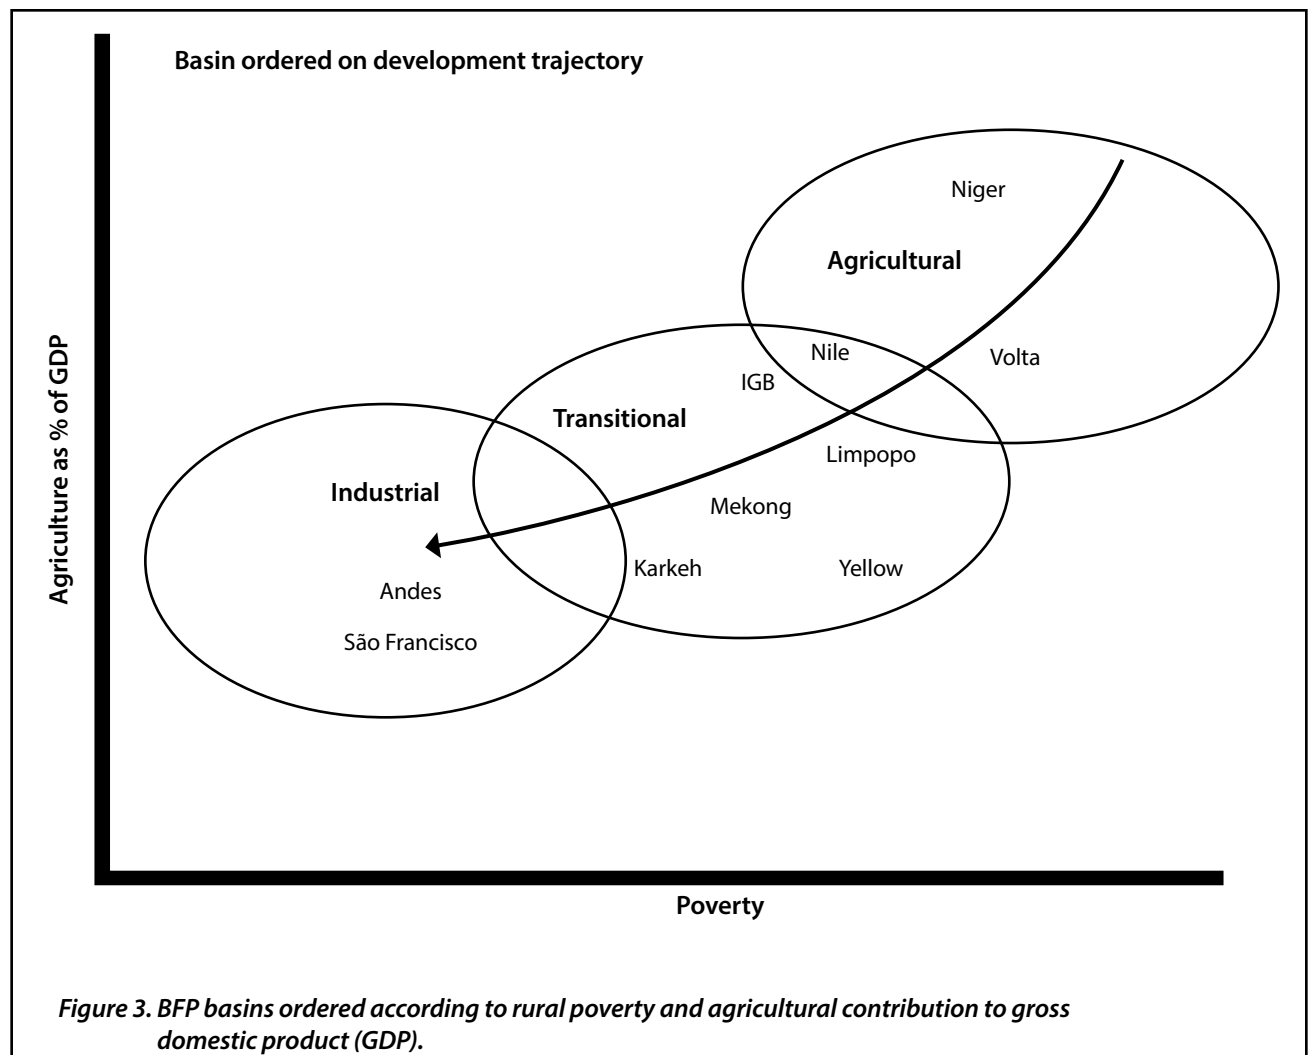 Basin ordered on development trajectory
Niger
Agricultural
Nile
Volta
IGB
Transitional
Limpopo
Industrial
Mekong
Karkeh
Yellow
Andes
São Francisco
Agriculture as % of GDP
Poverty
Figure 3. BFP basins ordered according to rural poverty and agricultural contribution to gross
domestic product (GDP).